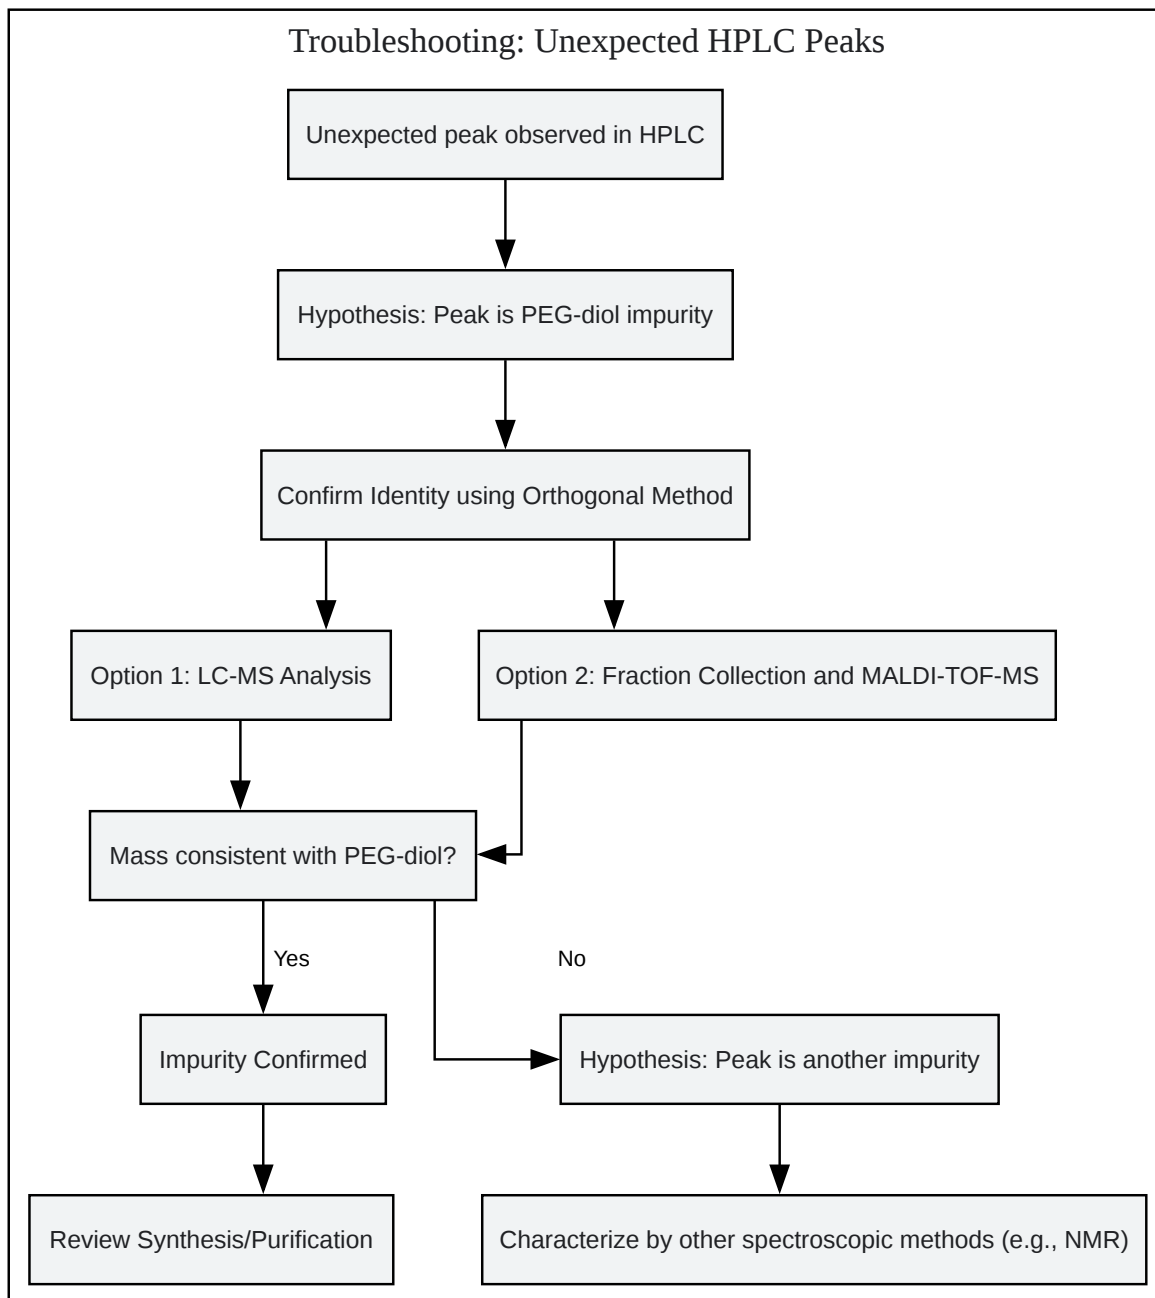 Troubleshooting: Unexpected HPLC Peaks
Unexpected peak observed in HPLC
Hypothesis: Peak is PEG-diol impurity
Confirm Identity using Orthogonal Method
Option 1: LC-MS Analysis
Option 2: Fraction Collection and MALDI-TOF-MS
Mass consistent with PEG-diol?
Yes
No
Impurity Confirmed
Hypothesis: Peak is another impurity
Review Synthesis/Purification
Characterize by other spectroscopic methods (e.g., NMR)